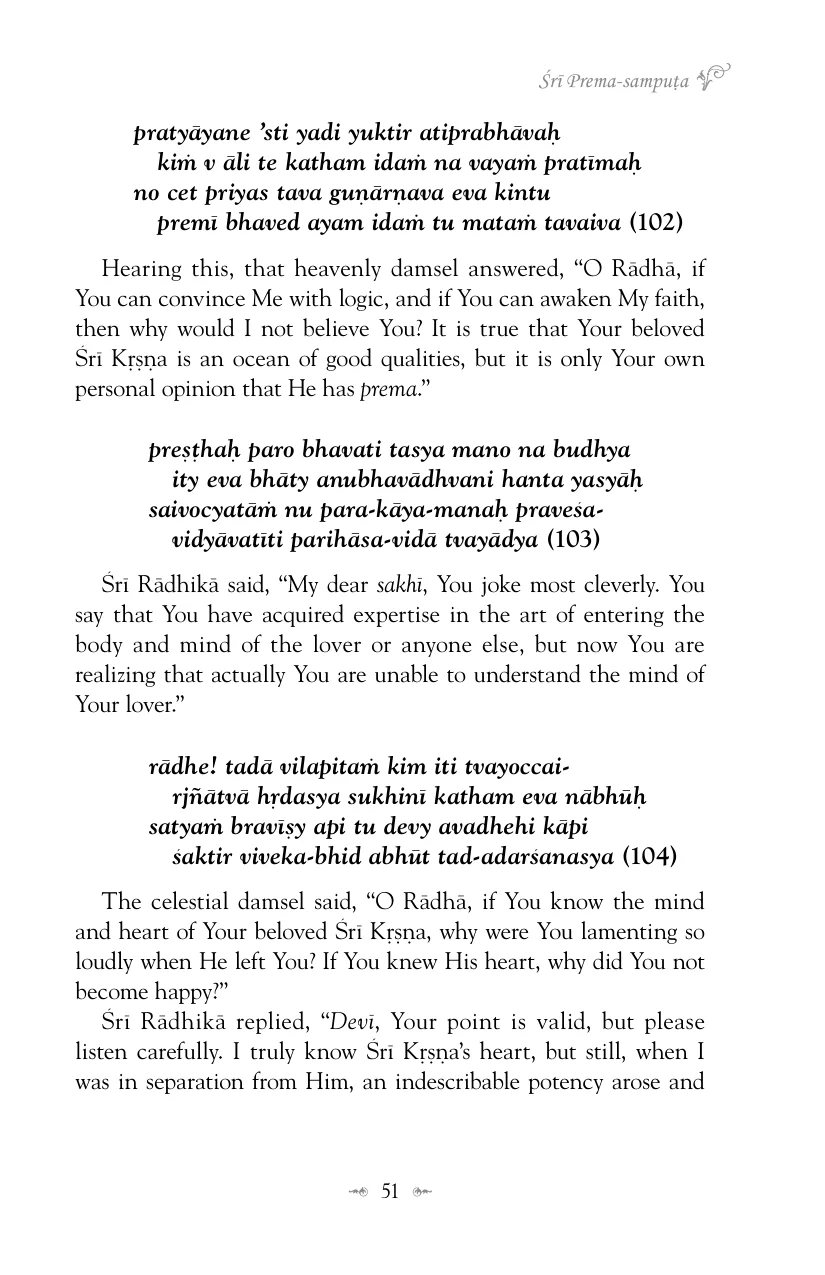 Śrī Prema-sampuṭa
pratyāyane ’sti yadi yuktir atiprabhāvaḥ
kiṁ v āli te katham idaṁ na vayaṁ pratīmaḥ
no cet priyas tava guṇārṇava eva kintu
premī bhaved ayam idaṁ tu mataṁ tavaiva (102)
Hearing this, that heavenly damsel answered, “O Rādhā, if
You can convince Me with logic, and if You can awaken My faith,
then why would I not believe You? It is true that Your beloved
Śrī Kṛṣṇa is an ocean of good qualities, but it is only Your own
personal opinion that He has prema.”
preṣṭhaḥ paro bhavati tasya mano na budhya
ity eva bhāty anubhavādhvani hanta yasyāḥ
saivocyatāṁ nu para-kāya-manaḥ praveśa-
vidyāvatīti parihāsa-vidā tvayādya (103)
Śrī Rādhikā said, “My dear sakhī, You joke most cleverly. You
say that You have acquired expertise in the art of entering the
body and mind of the lover or anyone else, but now You are
realizing that actually You are unable to understand the mind of
Your lover.”
rādhe! tadā vilapitaṁ kim iti tvayoccai-
rjñātvā hṛdasya sukhinī katham eva nābhūḥ
satyaṁ bravīṣy api tu devy avadhehi kāpi
śaktir viveka-bhid abhūt tad-adarśanasya (104)
The celestial damsel said, “O Rādhā, if You know the mind
and heart of Your beloved Śrī Kṛṣṇa, why were You lamenting so
loudly when He left You? If You knew His heart, why did You not
become happy?”
Śrī Rādhikā replied, “Devī, Your point is valid, but please
listen carefully. I truly know Śrī Kṛṣṇa’s heart, but still, when I
was in separation from Him, an indescribable potency arose and
51